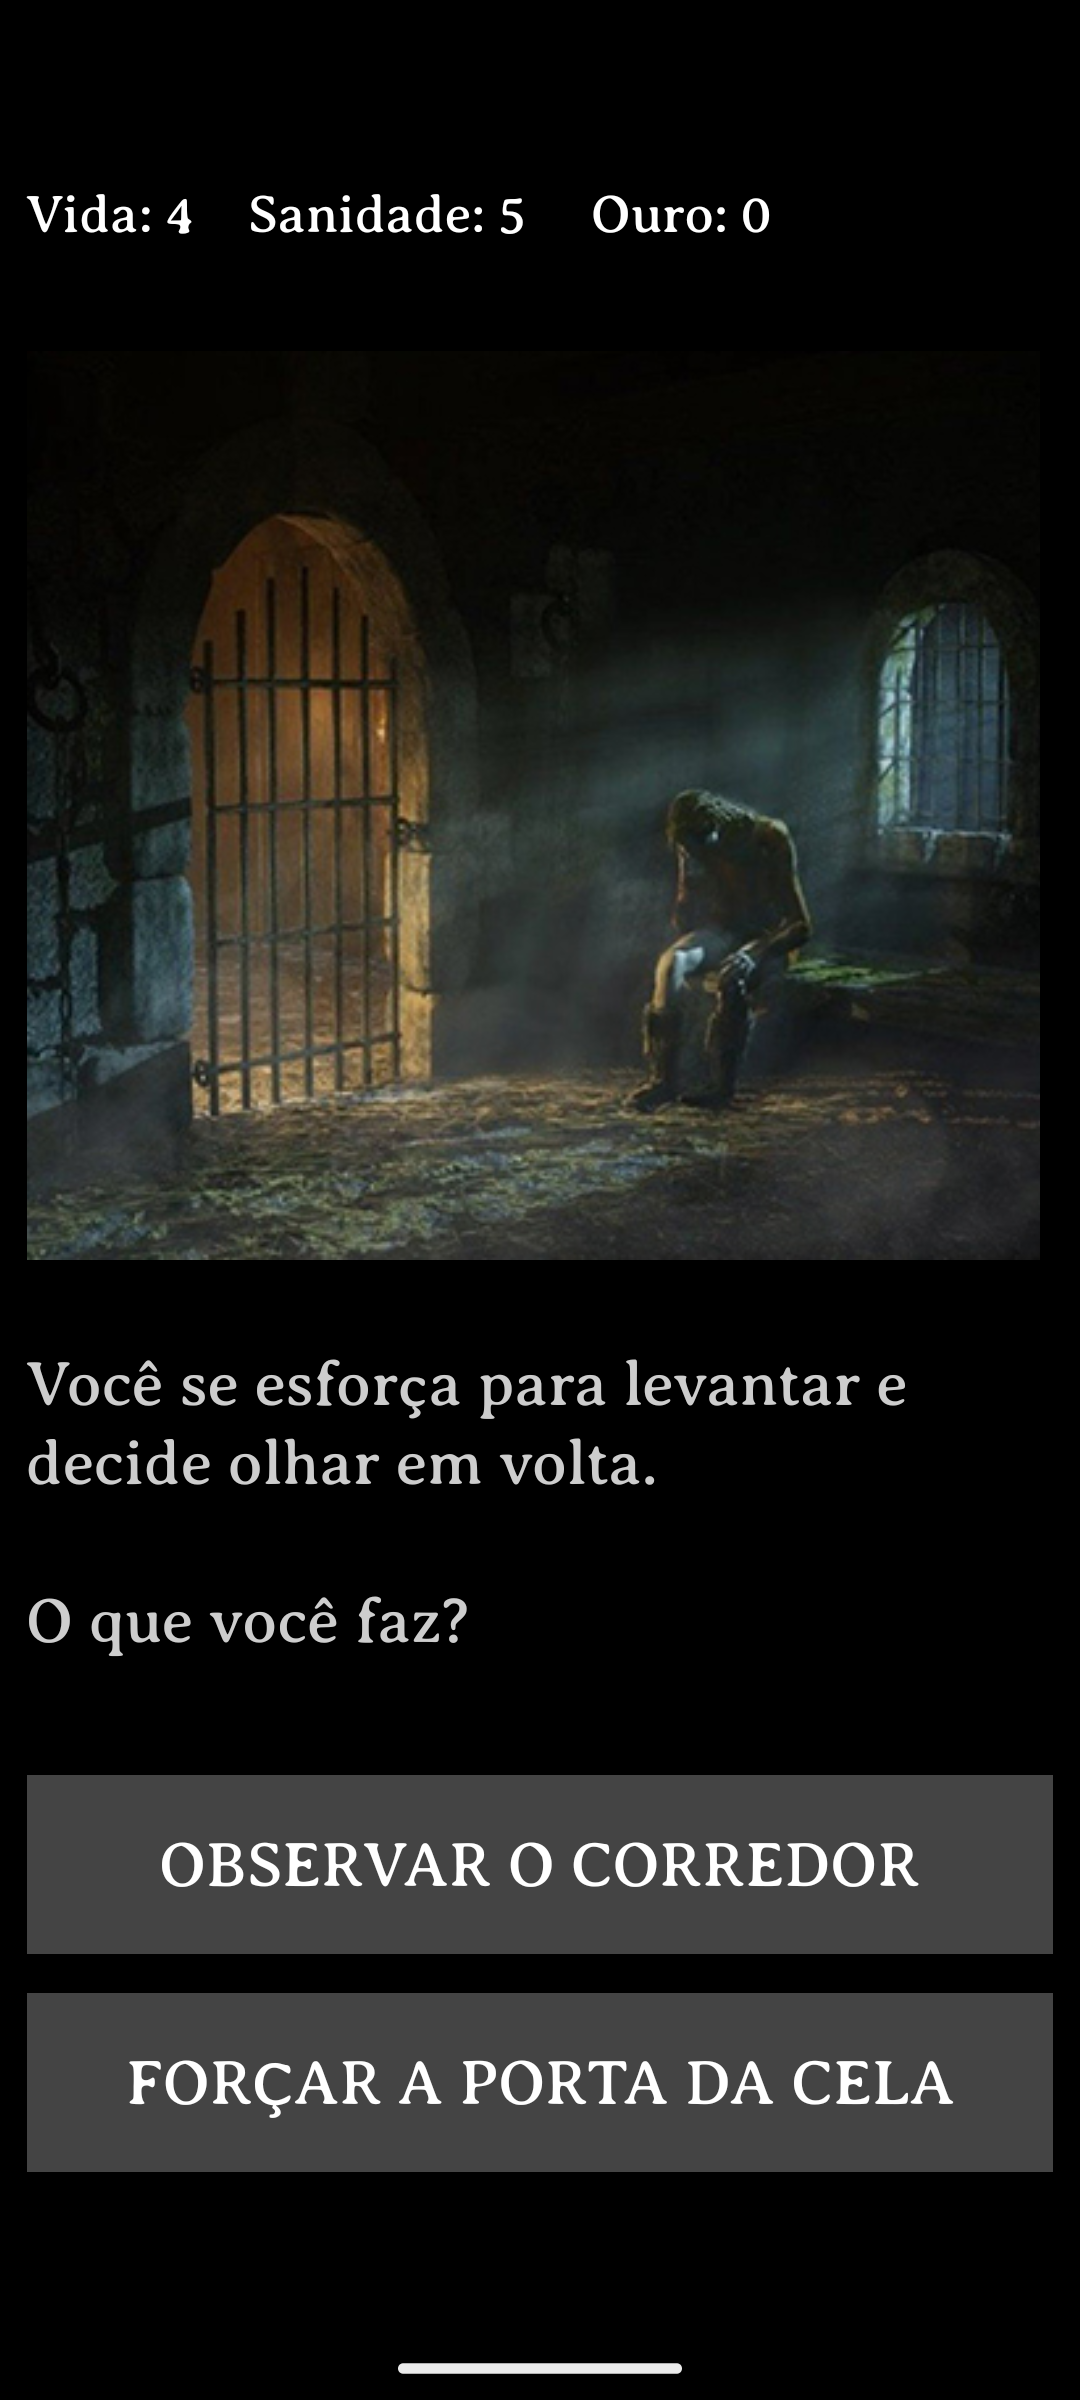 Vida: 4 Sanidade: 5 Ouro: 0
Você se esforça para levantar e
decide olhar em volta.
O que você faz?
OBSERVAR O CORREDOR
FORÇAR A PORTA DA CELA